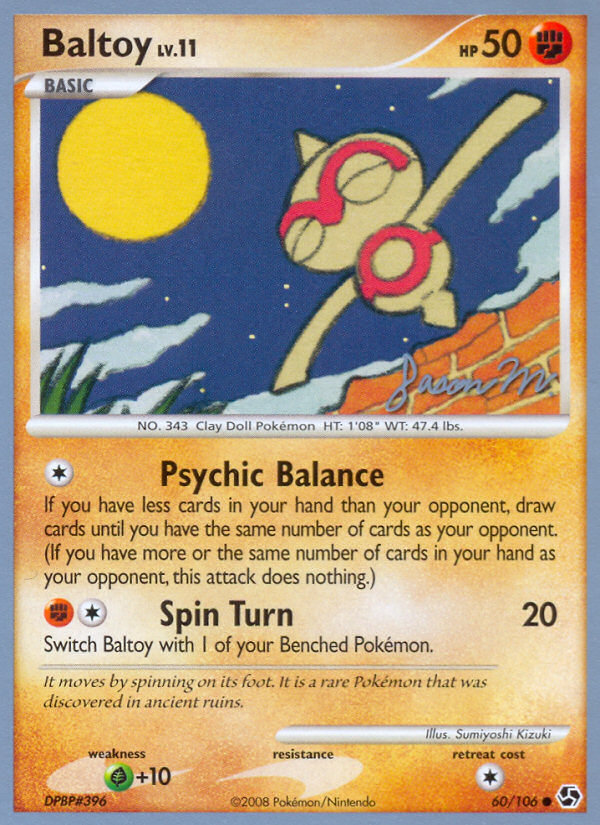 Baltoy LV.11
HP 50
BASIC
Jason M
NO. 343 Clay Doll Pokémon HT: 1'08" WT: 47.4 lbs.
Psychic Balance
If you have less cards in your hand than your opponent, draw
cards until you have the same number of cards as your opponent.
(If you have more or the same number of cards in your hand as
your opponent, this attack does nothing.)
Spin Turn 20
Switch Baltoy with 1 of your Benched Pokémon.
It moves by spinning on its foot. It is a rare Pokémon that was
discovered in ancient ruins.
Illus. Sumiyoshi Kizuki
weakness resistance retreat cost
+10
DPBP#396 ©2008 Pokémon/Nintendo 60/106